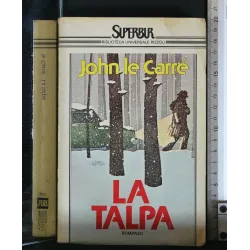 SUPERBUR
BIBLIOTECA UNIVERSALE RIZZOLI
John le Carré
LA
TALPA
ROMANZO